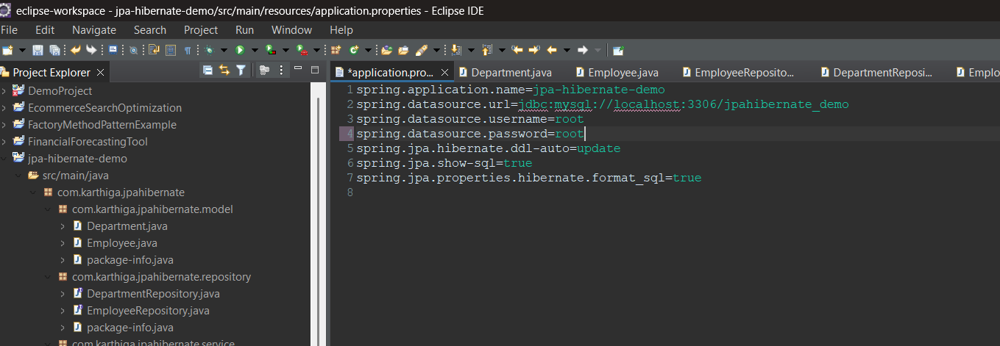 eclipse-workspace - jpa-hibernate-demo/src/main/resources/application.properties - Eclipse IDE
File Edit Navigate Search Project Run Window Help
Project Explorer
*application.pro...
Department.java
Employee.java
EmployeeReposito...
DepartmentReposi...
Emplo
DemoProject
EcommerceSearchOptimization
FactoryMethodPatternExample
FinancialForecastingTool
jpa-hibernate-demo
src/main/java
com.karthiga.jpahibernate
com.karthiga.jpahibernate.model
Department.java
Employee.java
package-info.java
com.karthiga.jpahibernate.repository
DepartmentRepository.java
EmployeeRepository.java
package-info.java
com.karthiga.jpahibernate.service
1 spring.application.name=jpa-hibernate-demo
2 spring.datasource.url=jdbc:mysql://localhost:3306/jpahibernate_demo
3 spring.datasource.username=root
4 spring.datasource.password=root
5 spring.jpa.hibernate.ddl-auto=update
6 spring.jpa.show-sql=true
7 spring.jpa.properties.hibernate.format_sql=true
8